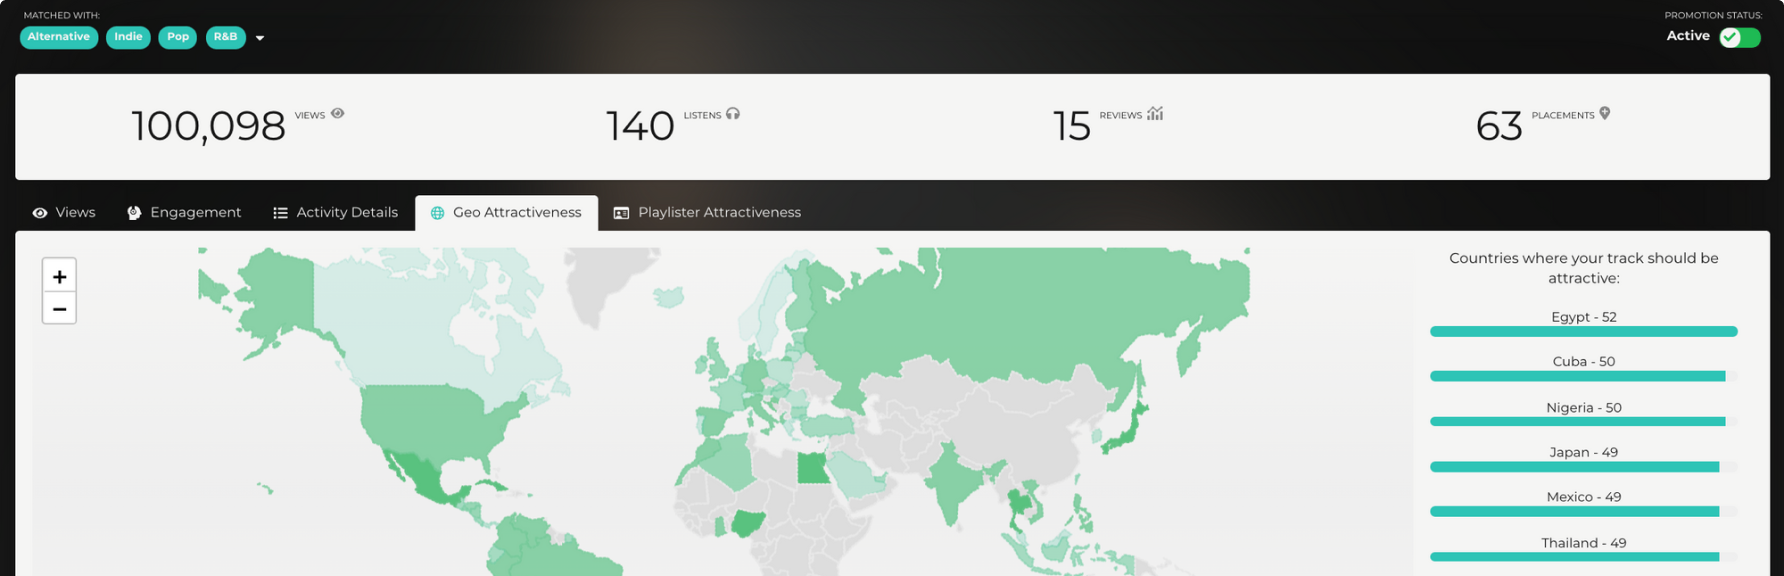 MATCHED WITH:
PROMOTION STATUS:
Alternative Indie Pop R&B
Active
100,098 VIEWS
140 LISTENS
15 REVIEWS
63 PLACEMENTS
Views Engagement Activity Details Geo Attractiveness Playlister Attractiveness
+
−
Countries where your track should be
attractive:
Egypt - 52
Cuba - 50
Nigeria - 50
Japan - 49
Mexico - 49
Thailand - 49